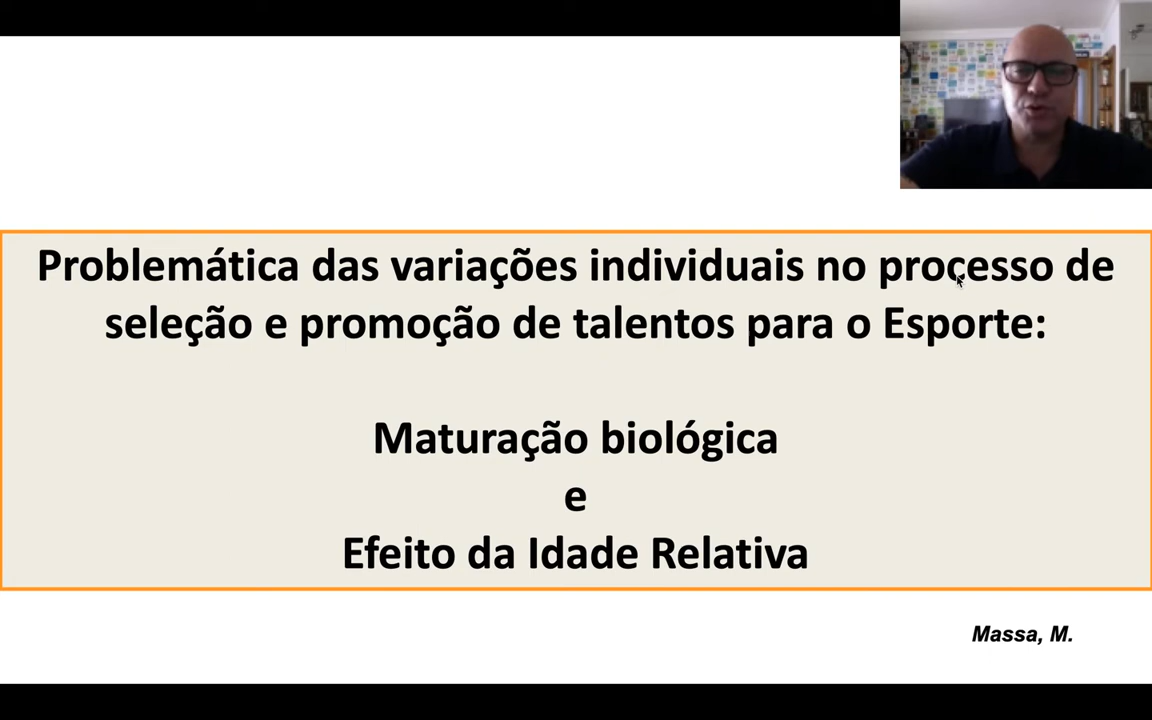 Problemática das variações individuais no processo de
seleção e promoção de talentos para o Esporte:
Maturação biológica
e
Efeito da Idade Relativa
Massa, M.